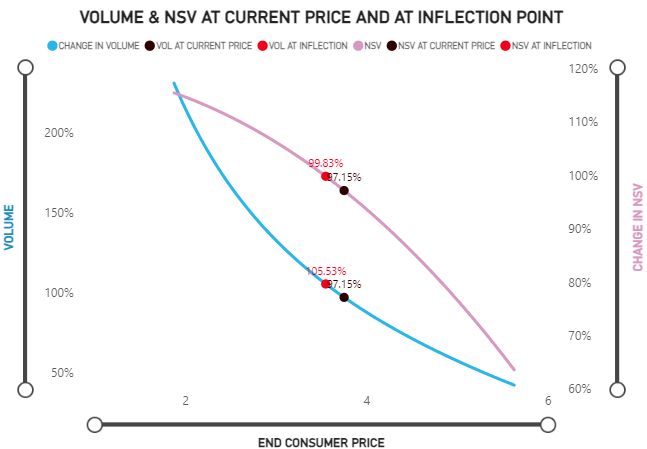 VOLUME & NSV AT CURRENT PRICE AND AT INFLECTION POINT
CHANGE IN VOLUME VOL AT CURRENT PRICE VOL AT INFLECTION NSV NSV AT CURRENT PRICE NSV AT INFLECTION
120%
110%
200%
100%
99.83%
97.15%
150%
90%
VOLUME
CHANGE IN NSV
105.53%
97.15%
100%
80%
70%
50%
60%
2 4 6
END CONSUMER PRICE